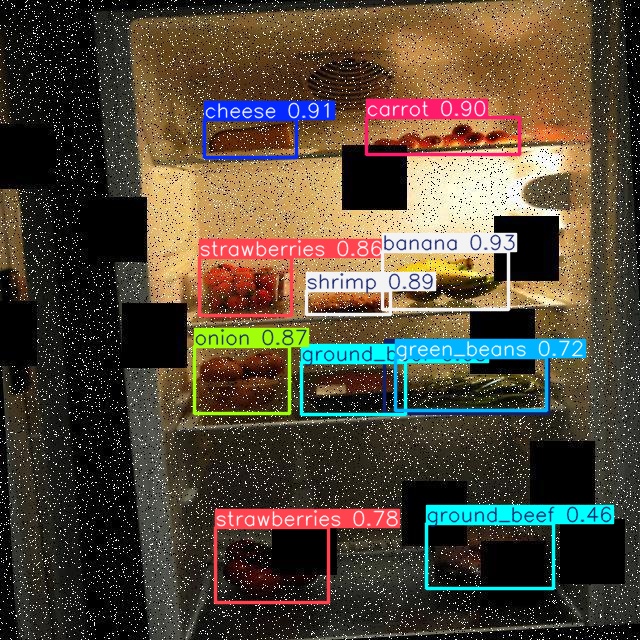 cheese 0.91
carrot 0.90
strawberries 0.86
banana 0.93
shrimp 0.89
onion 0.87
green_beans 0.72
strawberries 0.78
ground_beef 0.46